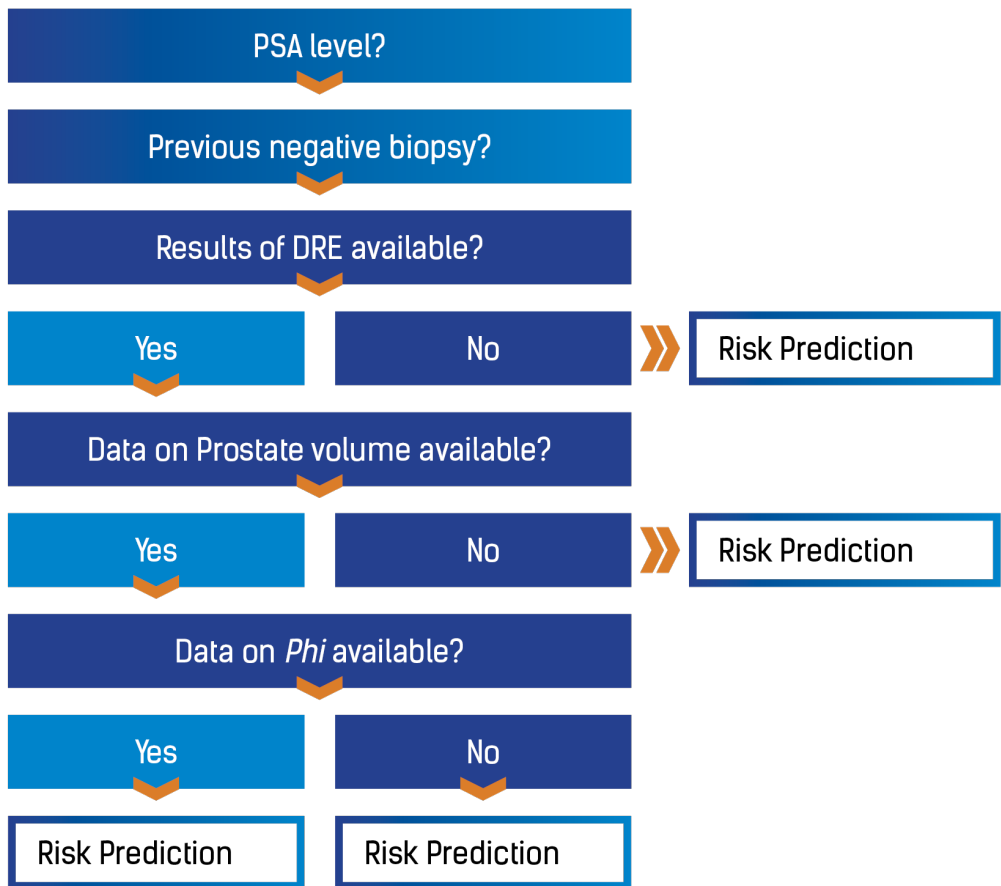 PSA level?
Previous negative biopsy?
Results of DRE available?
Yes
No
Risk Prediction
Data on Prostate volume available?
Yes
No
Risk Prediction
Data on Phi available?
Yes
No
Risk Prediction
Risk Prediction